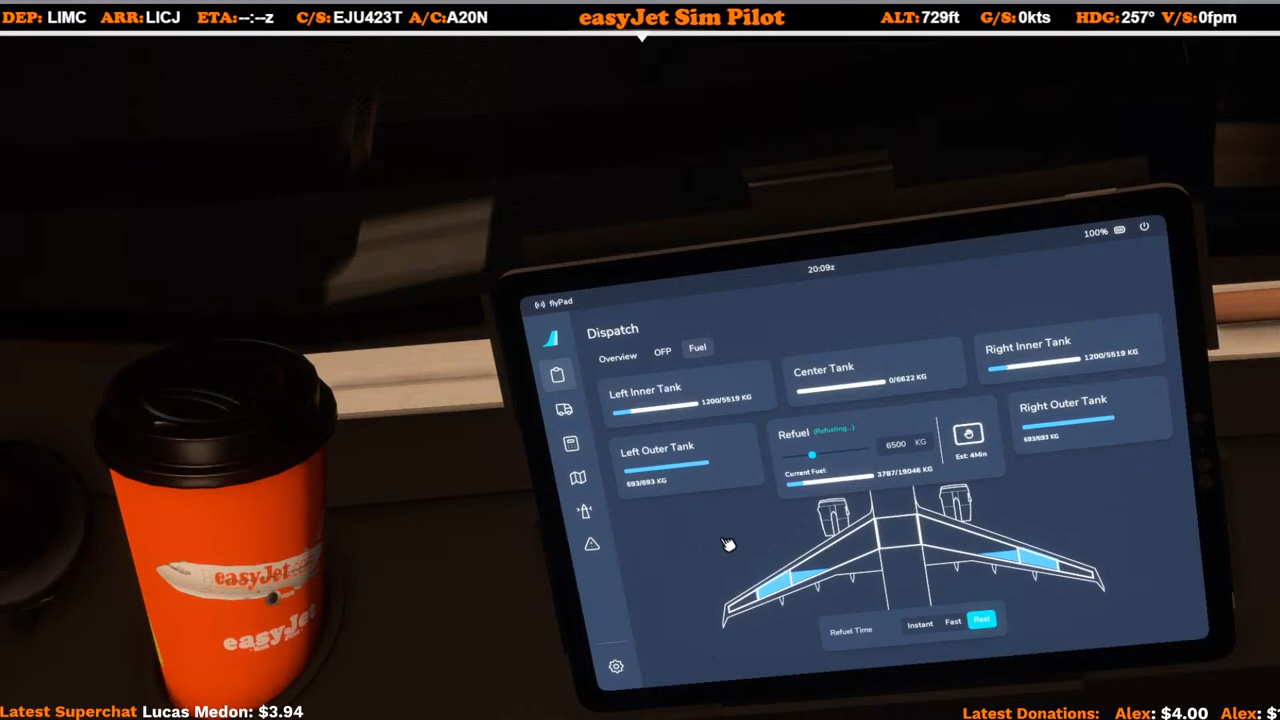 DEP: LIMC ARR: LICJ ETA: --:--z C/S: EJU423T A/C: A20N easyJet Sim Pilot ALT: 729ft G/S: 0kts HDG: 257° V/S: 0fpm
100%
20:09z
flyPad
Dispatch
Overview OFP Fuel
Left Inner Tank
1200/5519 KG
Center Tank
0/6622 KG
Right Inner Tank
1200/5519 KG
Left Outer Tank
693/693 KG
Refuel (Refueling...)
6500 KG
Current Fuel:
3787/19046 KG
Est: 4Min
Right Outer Tank
693/693 KG
Refuel Time Instant Fast Real
easyJet
easyJet
Latest Superchat Lucas Medon: $3.94
Latest Donations: Alex: $4.00 Alex: